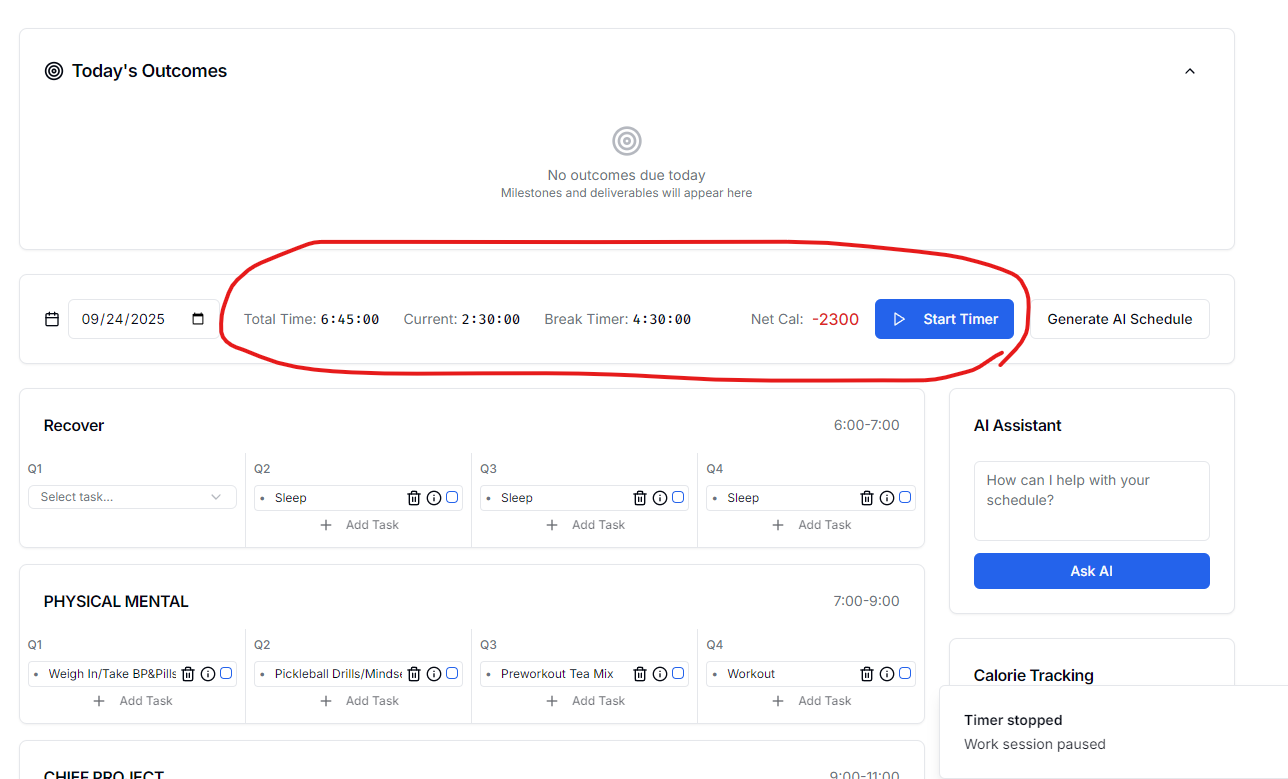 Today's Outcomes
No outcomes due today
Milestones and deliverables will appear here
09/24/2025 Total Time: 6:45:00 Current: 2:30:00 Break Timer: 4:30:00 Net Cal: -2300 Start Timer Generate AI Schedule
Recover 6:00-7:00
Q1 Q2 Q3 Q4
Select task... Sleep Sleep Sleep
Add Task Add Task Add Task
PHYSICAL MENTAL 7:00-9:00
Q1 Q2 Q3 Q4
Weigh In/Take BP&Pills Pickleball Drills/Mindse Preworkout Tea Mix Workout
Add Task Add Task Add Task Add Task
CHIEF PROJECT 9:00-11:00
AI Assistant
How can I help with your
schedule?
Ask AI
Calorie Tracking
Timer stopped
Work session paused